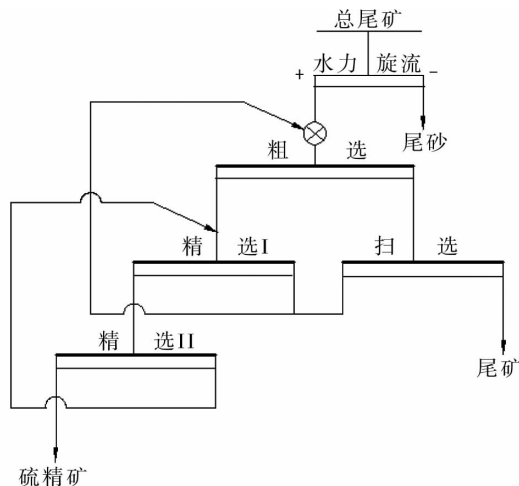 总尾矿
+ 水力 旋流 -
尾砂
粗 选
精 选I
扫 选
精 选II
尾矿
硫精矿